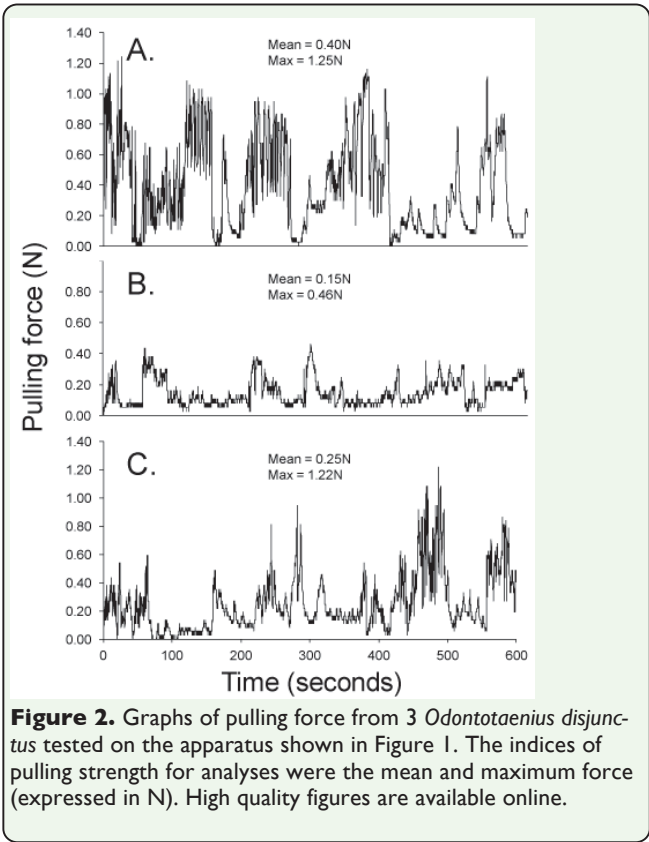 1.40
1.20
1.00
0.80
0.60
0.40
0.20
0.00
A.
Mean = 0.40N
Max = 1.25N
Pulling force (N)
0.80
0.60
0.40
0.20
0.00
B.
Mean = 0.15N
Max = 0.46N
1.40
1.20
1.00
0.80
0.60
0.40
0.20
0.00
C.
Mean = 0.25N
Max = 1.22N
0 100 200 300 400 500 600
Time (seconds)
Figure 2. Graphs of pulling force from 3 Odontotaenius disjunc-
tus tested on the apparatus shown in Figure 1. The indices of
pulling strength for analyses were the mean and maximum force
(expressed in N). High quality figures are available online.